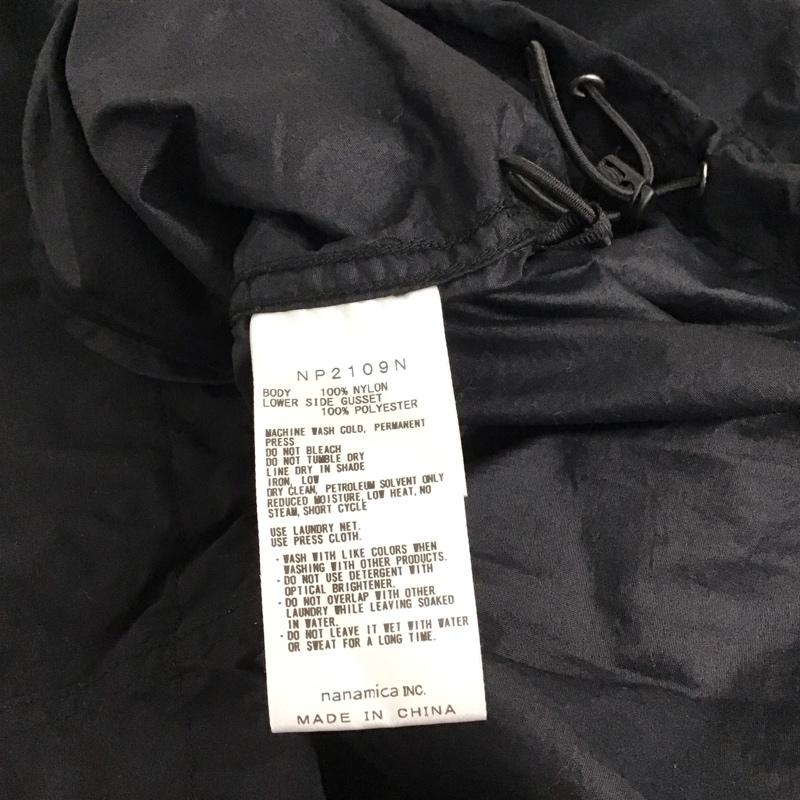 NP2109N
BODY 100% NYLON
LOWER SIDE GUSSET
100% POLYESTER
MACHINE WASH COLD, PERMANENT
PRESS
DO NOT BLEACH
DO NOT TUMBLE DRY
LINE DRY IN SHADE
IRON, LOW
DRY CLEAN, PETROLEUM SOLVENT ONLY
REDUCED MOISTURE, LOW HEAT, NO
STEAM, SHORT CYCLE
USE LAUNDRY NET.
USE PRESS CLOTH.
・WASH WITH LIKE COLORS WHEN
WASHING WITH OTHER PRODUCTS.
・DO NOT USE DETERGENT WITH
OPTICAL BRIGHTENER.
・DO NOT OVERLAP WITH OTHER
LAUNDRY WHILE LEAVING SOAKED
IN WATER.
・DO NOT LEAVE IT WET WITH WATER
OR SWEAT FOR A LONG TIME.
nanamica INC.
MADE IN CHINA